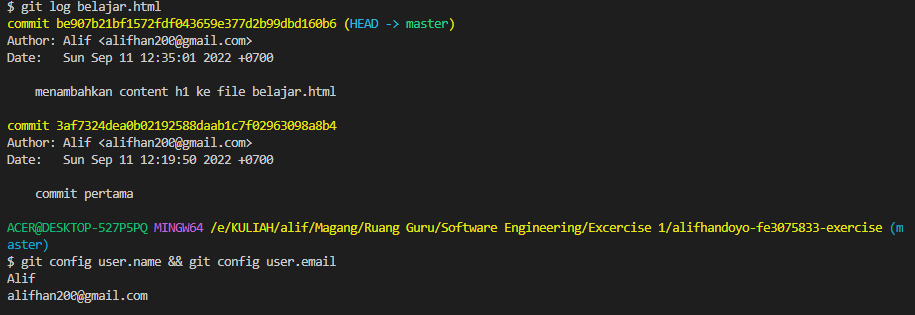 $ git log belajar.html
commit be907b21bf1572fdf043659e377d2b99dbd160b6 (HEAD -> master)
Author: Alif <alifhan200@gmail.com>
Date:   Sun Sep 11 12:35:01 2022 +0700
menambahkan content h1 ke file belajar.html
commit 3af7324dea0b02192588daab1c7f02963098a8b4
Author: Alif <alifhan200@gmail.com>
Date:   Sun Sep 11 12:19:50 2022 +0700
commit pertama
ACER@DESKTOP-527P5PQ MINGW64 /e/KULIAH/alif/Magang/Ruang Guru/Software Engineering/Excercise 1/alifhandoyo-fe3075833-exercise (m
aster)
$ git config user.name && git config user.email
Alif
alifhan200@gmail.com